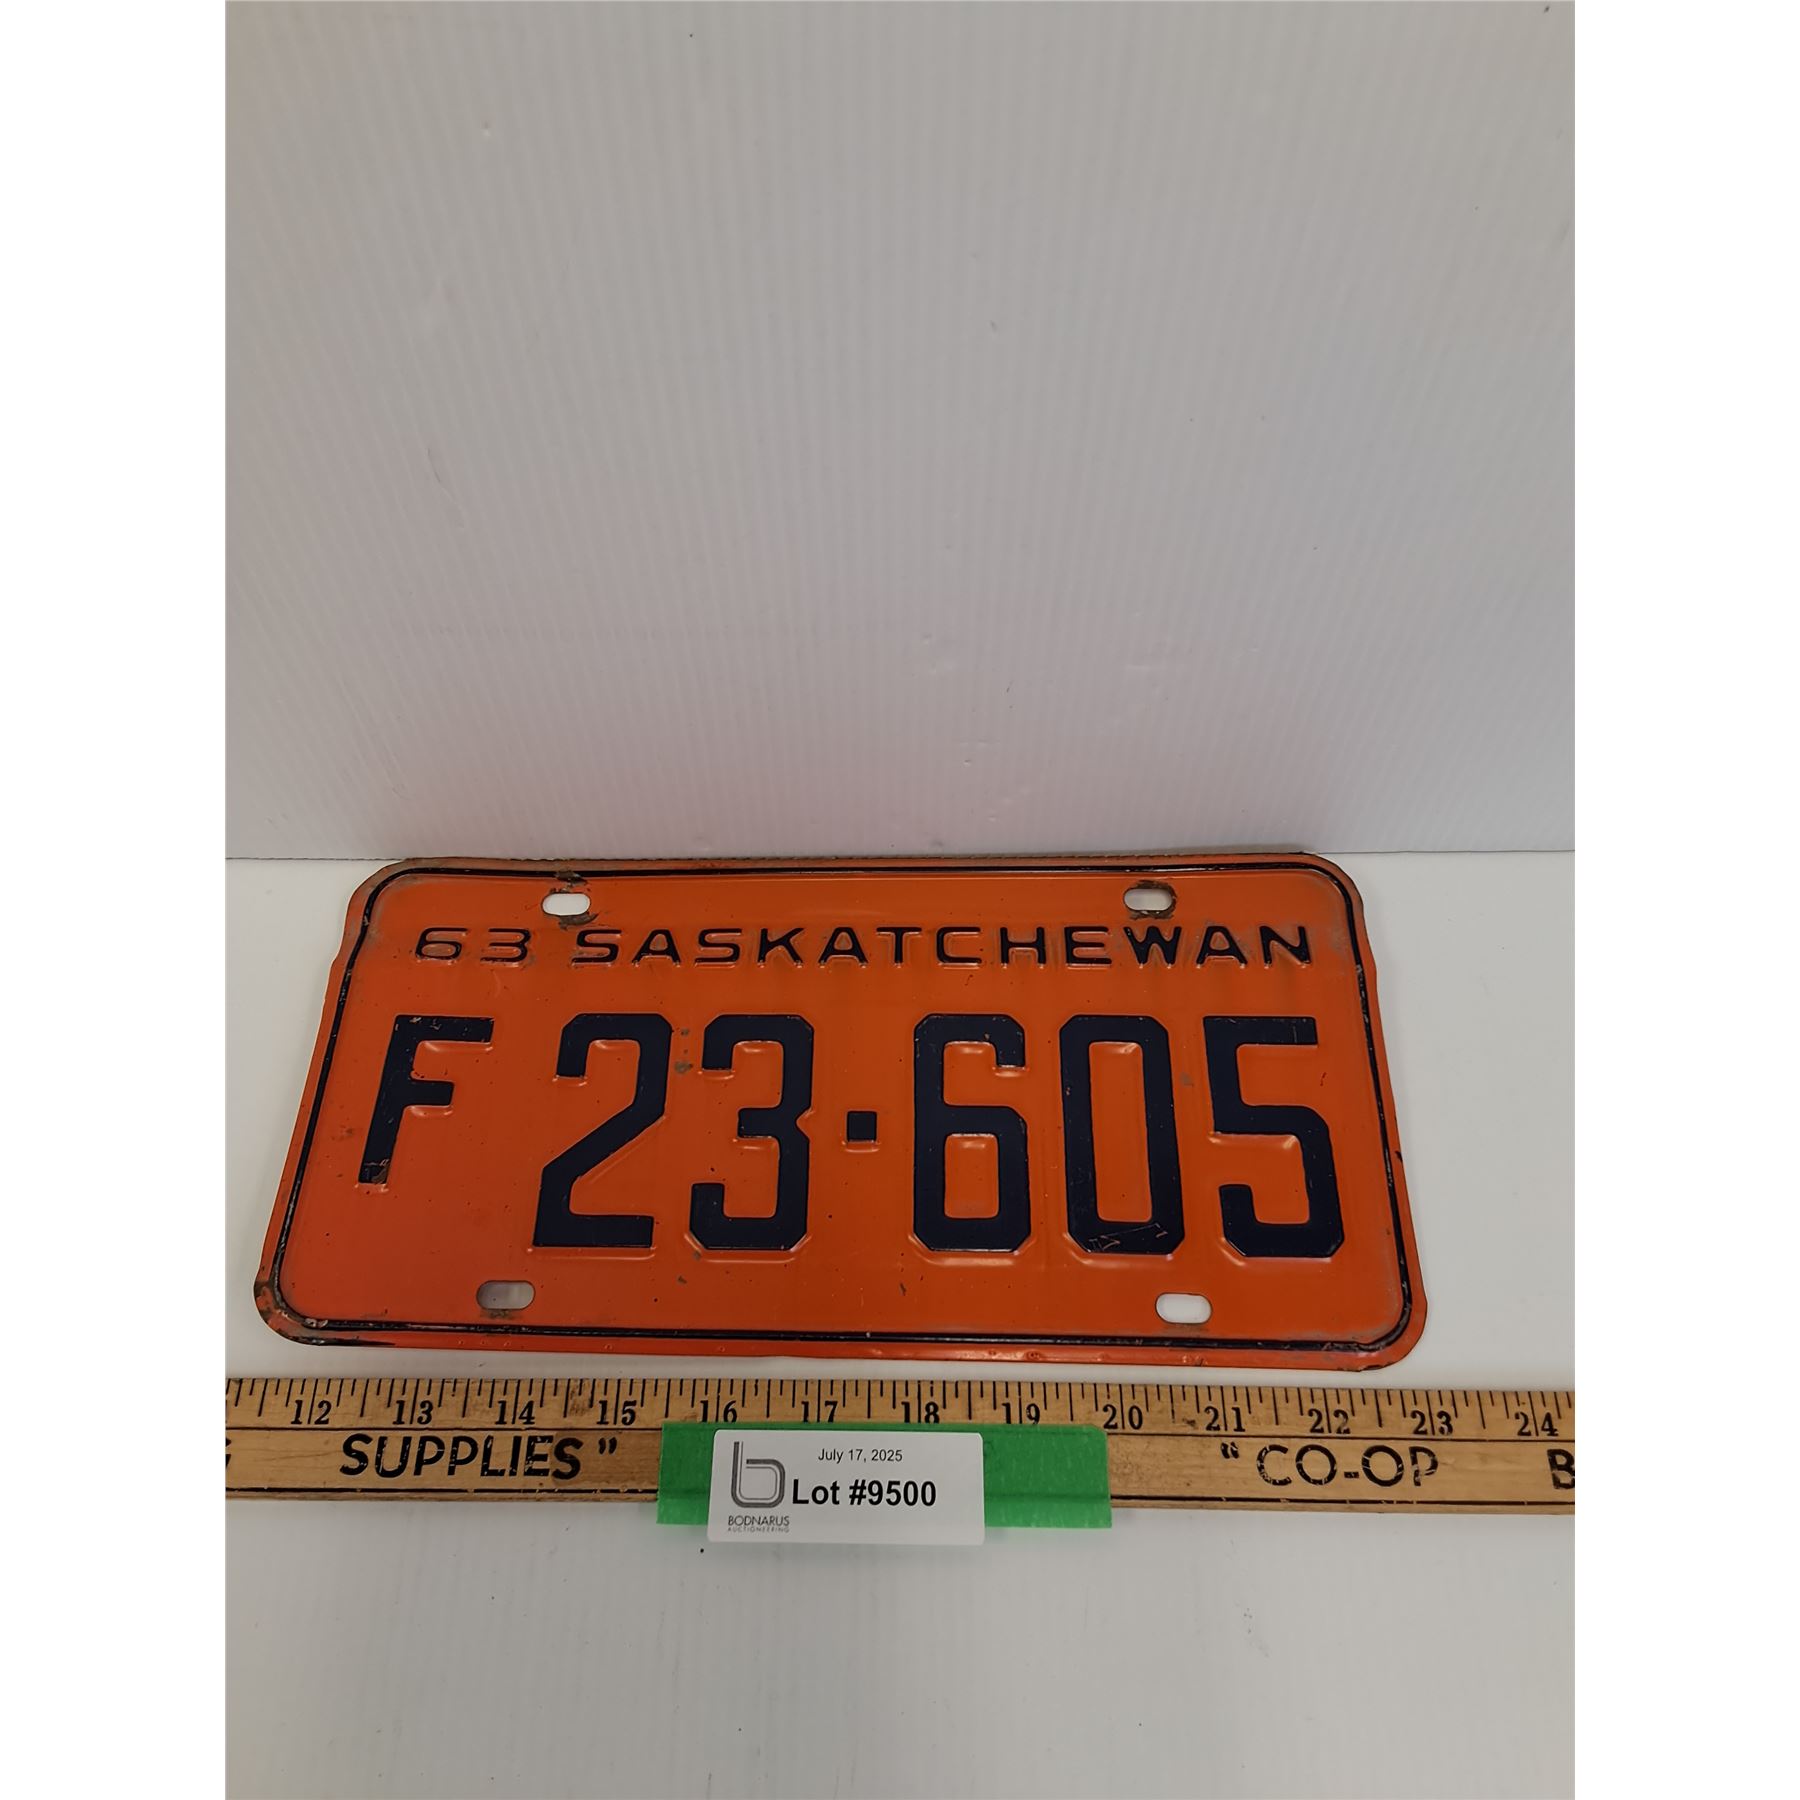 63 SASKATCHEWAN
F 23·605
12 13 14 15 16 17 18 19 20 21 22 23 24
SUPPLIES" "CO-OP B
July 17, 2025
Lot #9500
BODNARUS
AUCTIONEERING